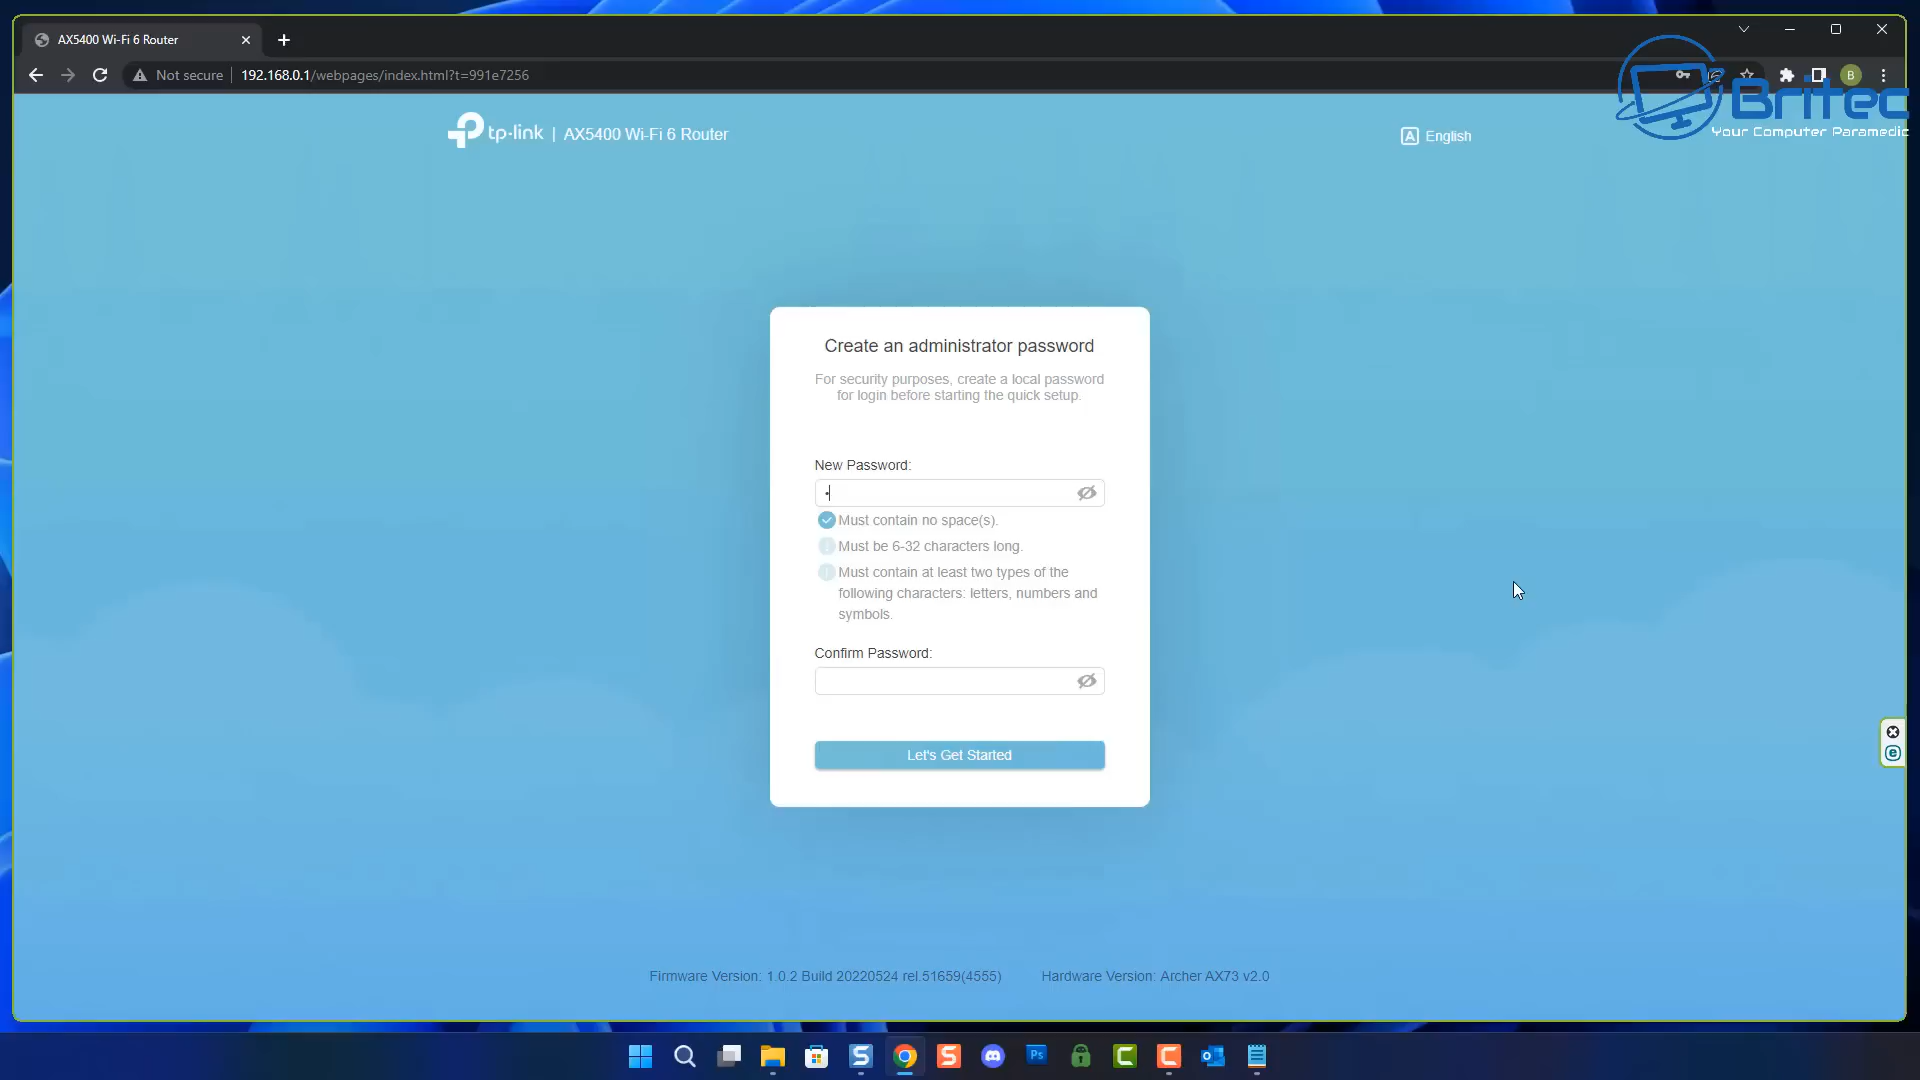 AX5400 Wi-Fi 6 Router
Not secure
192.168.0.1/webpages/index.html?t=991e7256
B
Britec
Your Computer Paramedic
tp-link | AX5400 Wi-Fi 6 Router
A English
Create an administrator password
For security purposes, create a local password
for login before starting the quick setup.
New Password:
Must contain no space(s).
Must be 6-32 characters long.
Must contain at least two types of the
following characters: letters, numbers and
symbols.
Confirm Password:
Let's Get Started
Firmware Version: 1.0.2 Build 20220524 rel.51659(4555)
Hardware Version: Archer AX73 v2.0